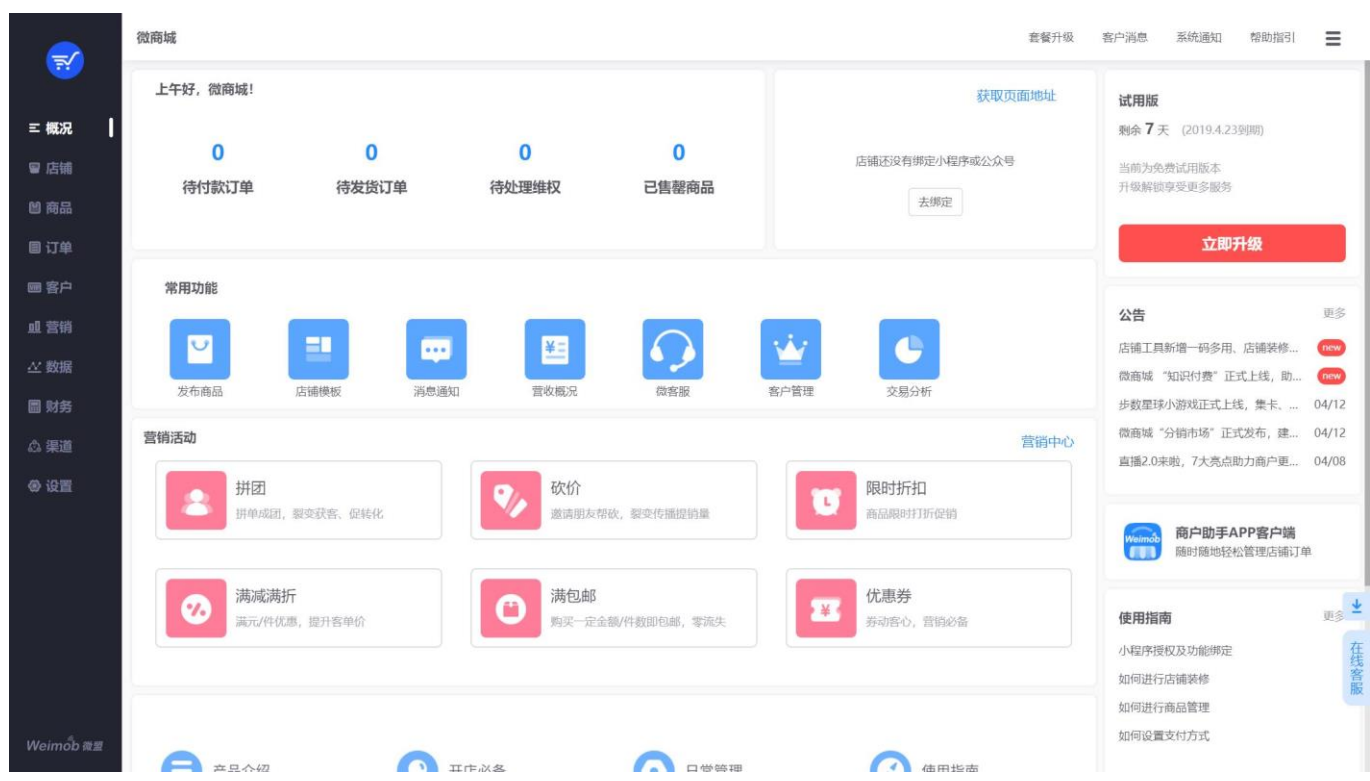 微商城
套餐升级 客户消息 系统通知 帮助指引
概况
店铺
商品
订单
客户
营销
数据
财务
渠道
设置
Weimob 微盟
上午好，微商城！
0 0 0 0
待付款订单 待发货订单 待处理维权 已售罄商品
获取页面地址
店铺还没有绑定小程序或公众号
去绑定
常用功能
发布商品 店铺模板 消息通知 营收概况 微客服 客户管理 交易分析
营销活动 营销中心
拼团
拼单成团，裂变获客、促转化
砍价
邀请朋友帮砍，裂变传播提销量
限时折扣
商品限时打折促销
满减满折
满元/件优惠，提升客单价
满包邮
购买一定金额/件数即包邮，零流失
优惠券
券动客心，营销必备
产品介绍 开店必备 日常管理 使用指南
试用版
剩余 7 天 (2019.4.23到期)
当前为免费试用版本
升级解锁享受更多服务
立即升级
公告 更多
店铺工具新增一码多用、店铺装修... new
微商城 “知识付费” 正式上线，助... new
步数星球小游戏正式上线，集卡、... 04/12
微商城 “分销市场” 正式发布，建... 04/12
直播2.0来啦，7大亮点助力商户更... 04/08
Weimob
商户助手APP客户端
随时随地轻松管理店铺订单
使用指南 更多
小程序授权及功能绑定
如何进行店铺装修
如何进行商品管理
如何设置支付方式
在线客服